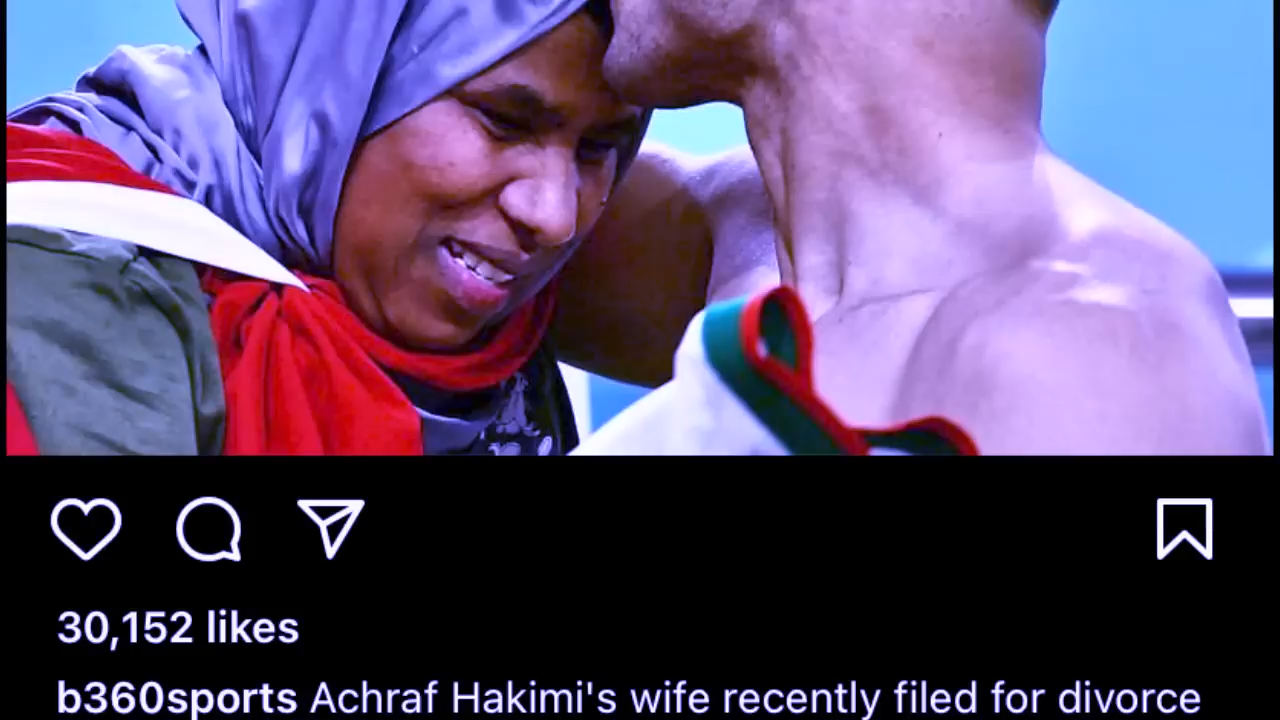 30,152 likes
b360sports Achraf Hakimi's wife recently filed for divorce